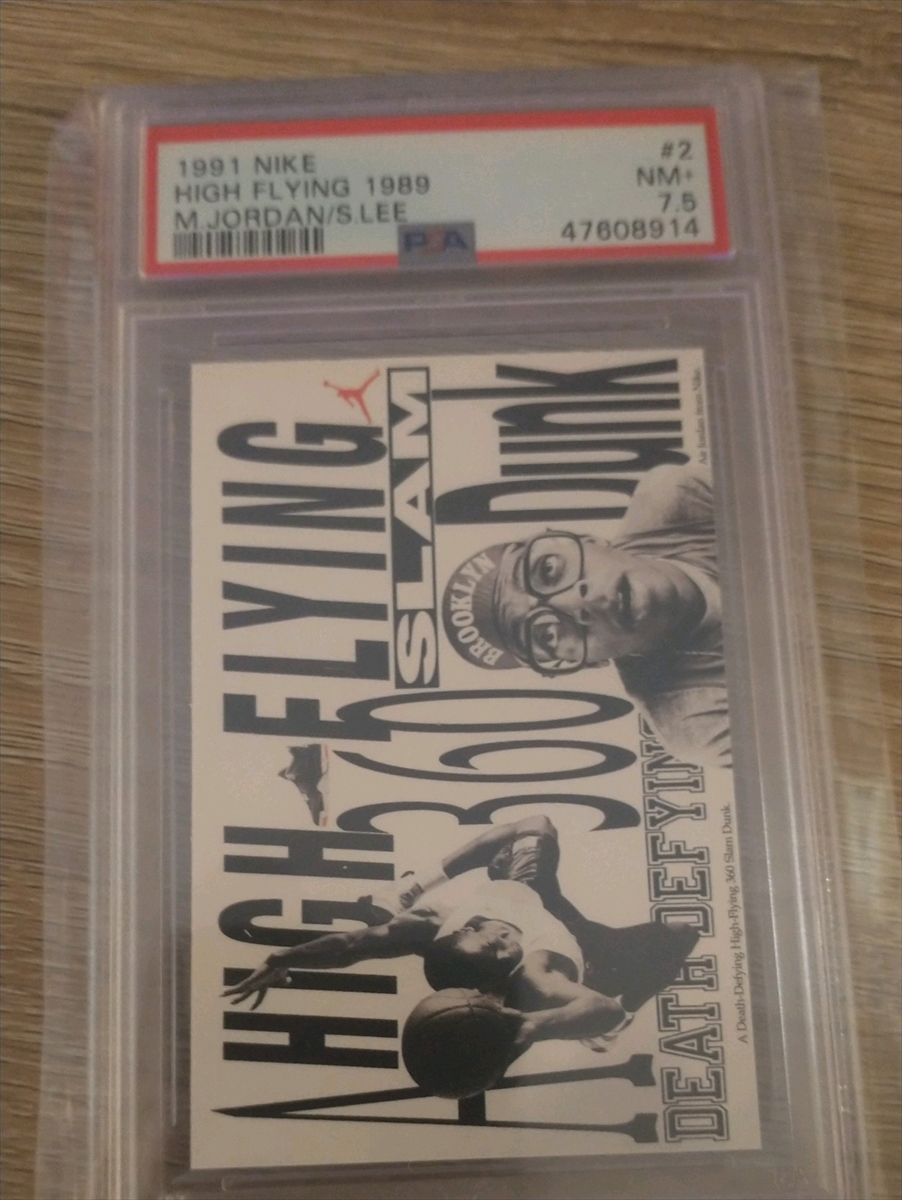 1991 NIKE #2
HIGH FLYING 1989 NM+
M.JORDAN/S.LEE 7.5
47608914
PSA
A
HIGH FLYING
360 SLAM
Dunk
BROOKLYN
DEATH DEFYING
A Death-Defying High-Flying 360 Slam Dunk.
Air Jordan from Nike.